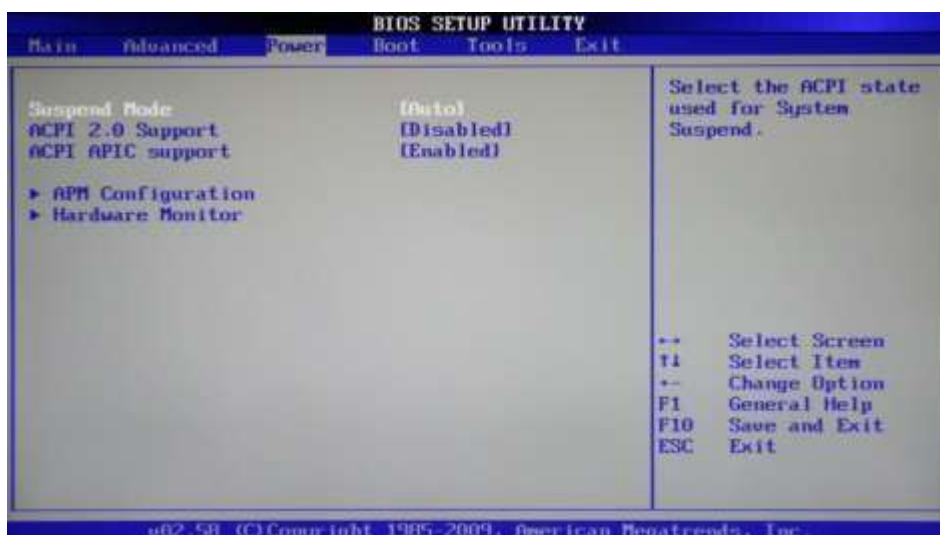 BIOS SETUP UTILITY
Main Advanced Power Boot Tools Exit
Suspend Mode [Auto]
ACPI 2.0 Support [Disabled]
ACPI APIC support [Enabled]
► APM Configuration
► Hardware Monitor
Select the ACPI state
used for System
Suspend.
←→ Select Screen
↑↓ Select Item
+- Change Option
F1 General Help
F10 Save and Exit
ESC Exit
v02.58 (C)Copyright 1985-2009, American Megatrends, Inc.